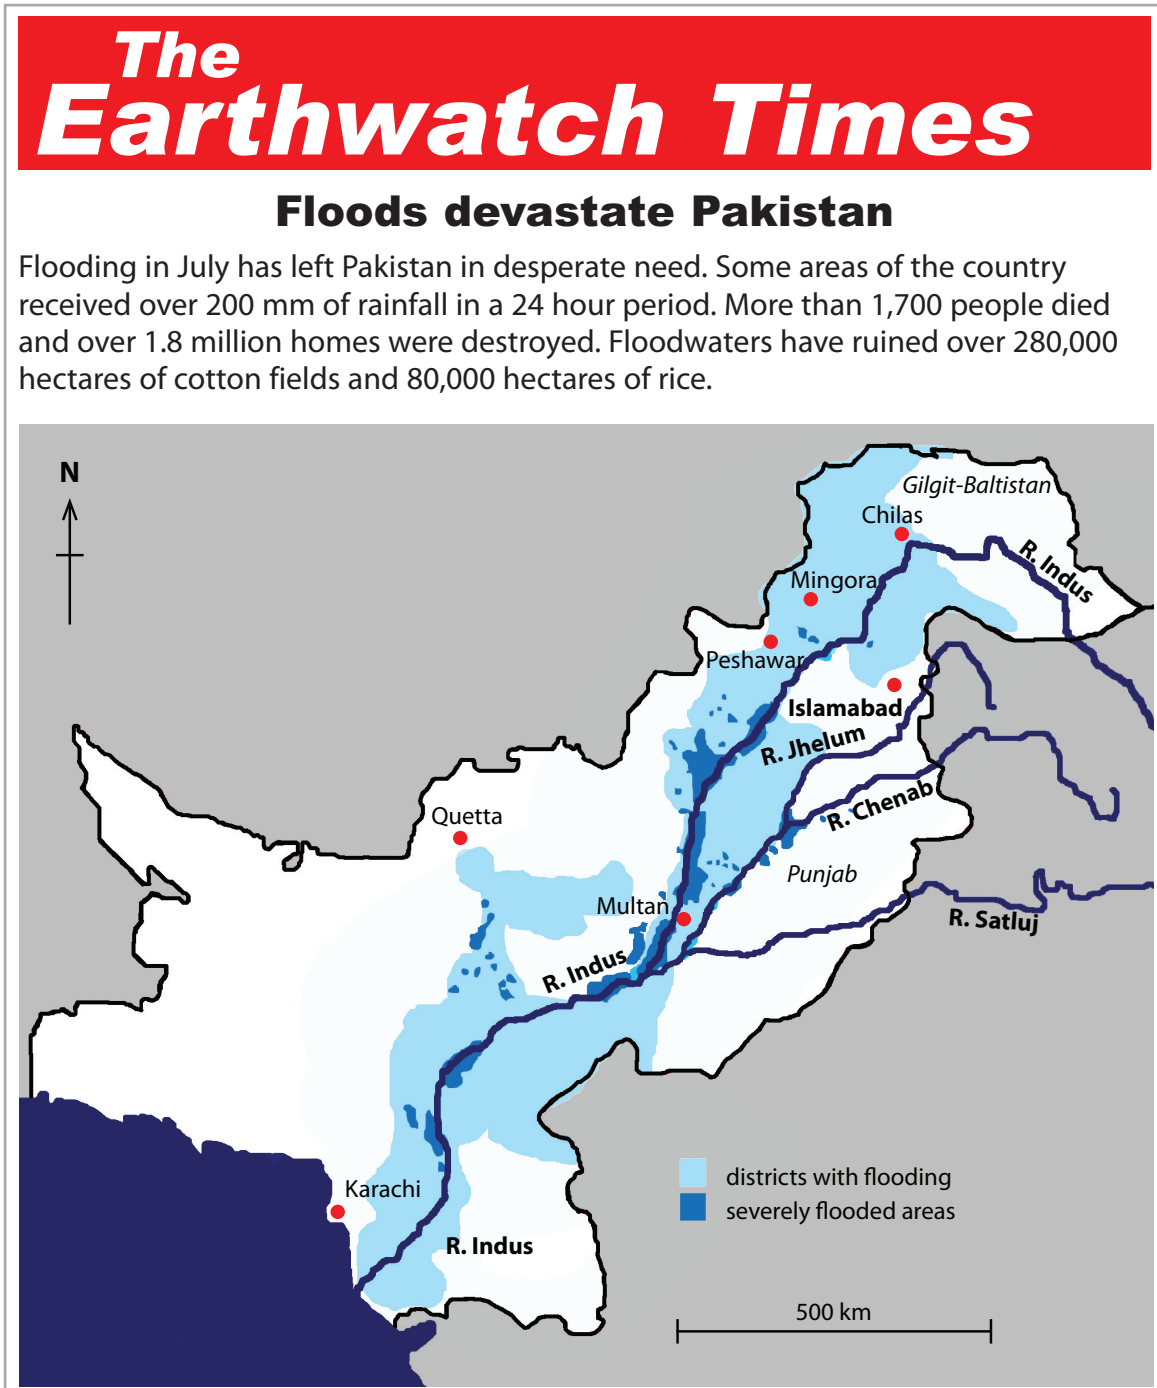 The
Earthwatch Times
Floods devastate Pakistan
Flooding in July has left Pakistan in desperate need. Some areas of the country
received over 200 mm of rainfall in a 24 hour period. More than 1,700 people died
and over 1.8 million homes were destroyed. Floodwaters have ruined over 280,000
hectares of cotton fields and 80,000 hectares of rice.
N
Gilgit-Baltistan
Chilas
R. Indus
Mingora
Peshawar
Islamabad
R. Jhelum
R. Chenab
Quetta
Punjab
Multan
R. Satluj
R. Indus
districts with flooding
Karachi
severely flooded areas
R. Indus
500 km